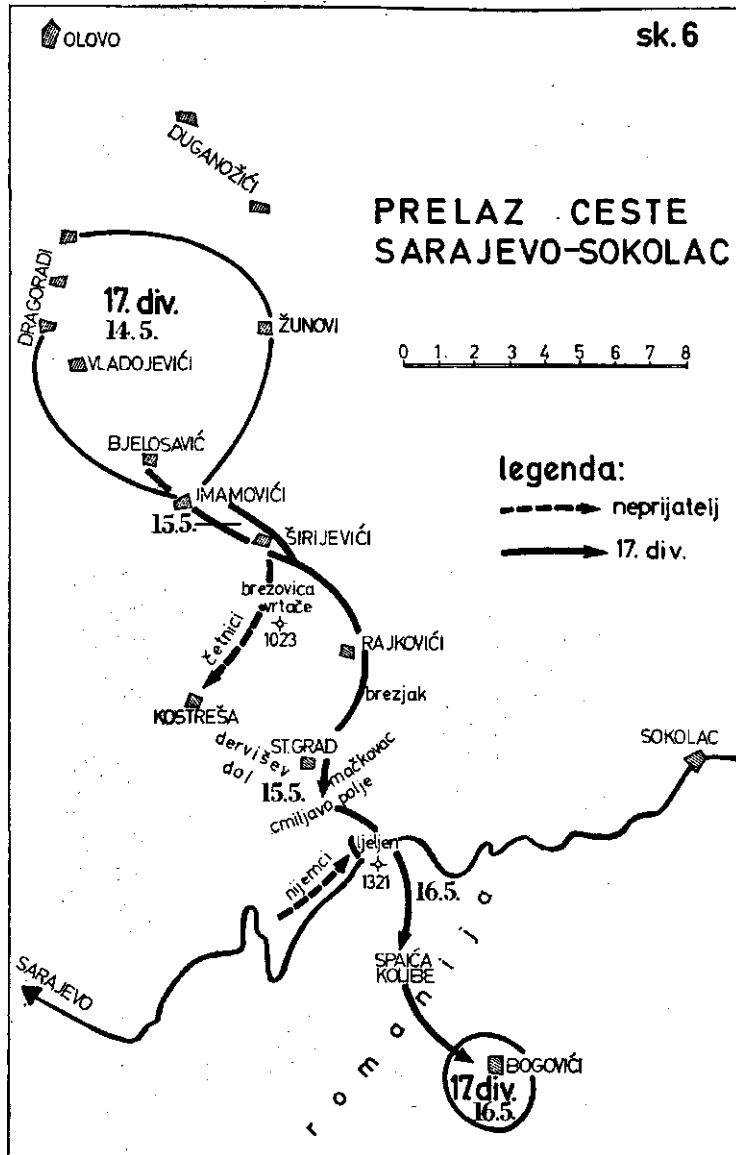 sk.6
OLOVO
DUGANOŽIĆI
PRELAZ CESTE
SARAJEVO-SOKOLAC
DRAGORADI
17. div.
14.5.
ŽUNOVI
VLADOJEVIĆI
0 1 2 3 4 5 6 7 8
BJELOSAVIĆ
legenda:
IMAMOVIĆI
neprijatelj
15.5.
ŠIRIJEVIĆI
17. div.
brezovica
vrtače
1023
četnici
RAJKOVIĆI
brezjak
KOSTREŠA
dervišev
dol
ST.GRAD
mačkovac
SOKOLAC
15.5.
cmiljavo polje
ljeljen
1321
nijemci
16.5.
SPAIĆA
KOLIBE
SARAJEVO
romanija
BOGOVIĆI
17.div.
16.5.